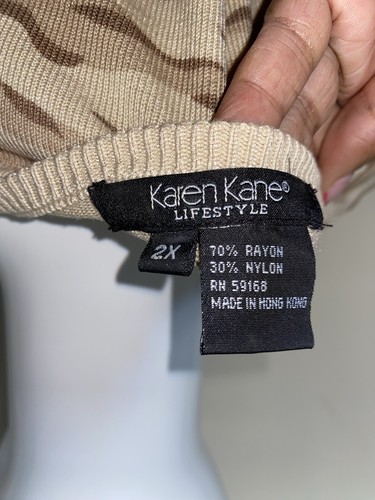 Karen Kane®
LIFESTYLE
2X
70% RAYON
30% NYLON
RN 59168
MADE IN HONG KONG